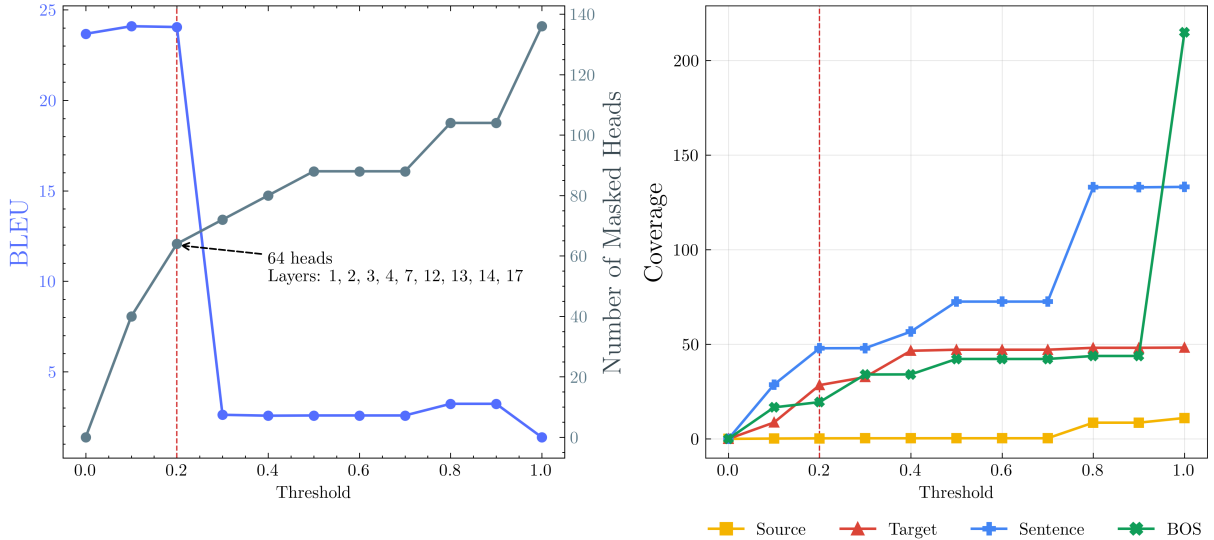 25
20
15
10
5
BLEU
140
120
100
80
60
40
20
0
Number of Masked Heads
64 heads
Layers: 1, 2, 3, 4, 7, 12, 13, 14, 17
0.0 0.2 0.4 0.6 0.8 1.0
Threshold
200
150
100
50
0
Coverage
0.0 0.2 0.4 0.6 0.8 1.0
Threshold
Source Target Sentence BOS